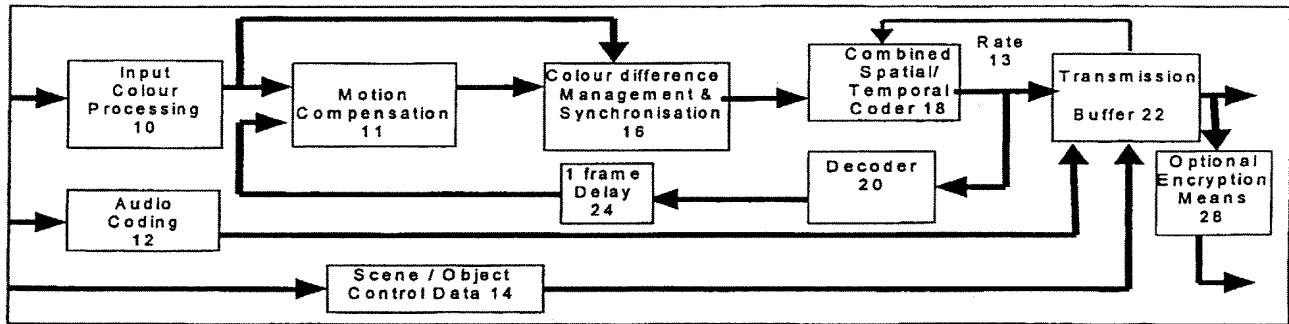 Input
Colour
Processing
10
Motion
Compensation
11
Colour difference
Management &
Synchronisation
16
Combined
Spatial/
Temporal
Coder 18
Rate
13
Transmission
Buffer 22
Optional
Encryption
Means
28
Decoder
20
1 frame
Delay
24
Audio
Coding
12
Scene / Object
Control Data 14